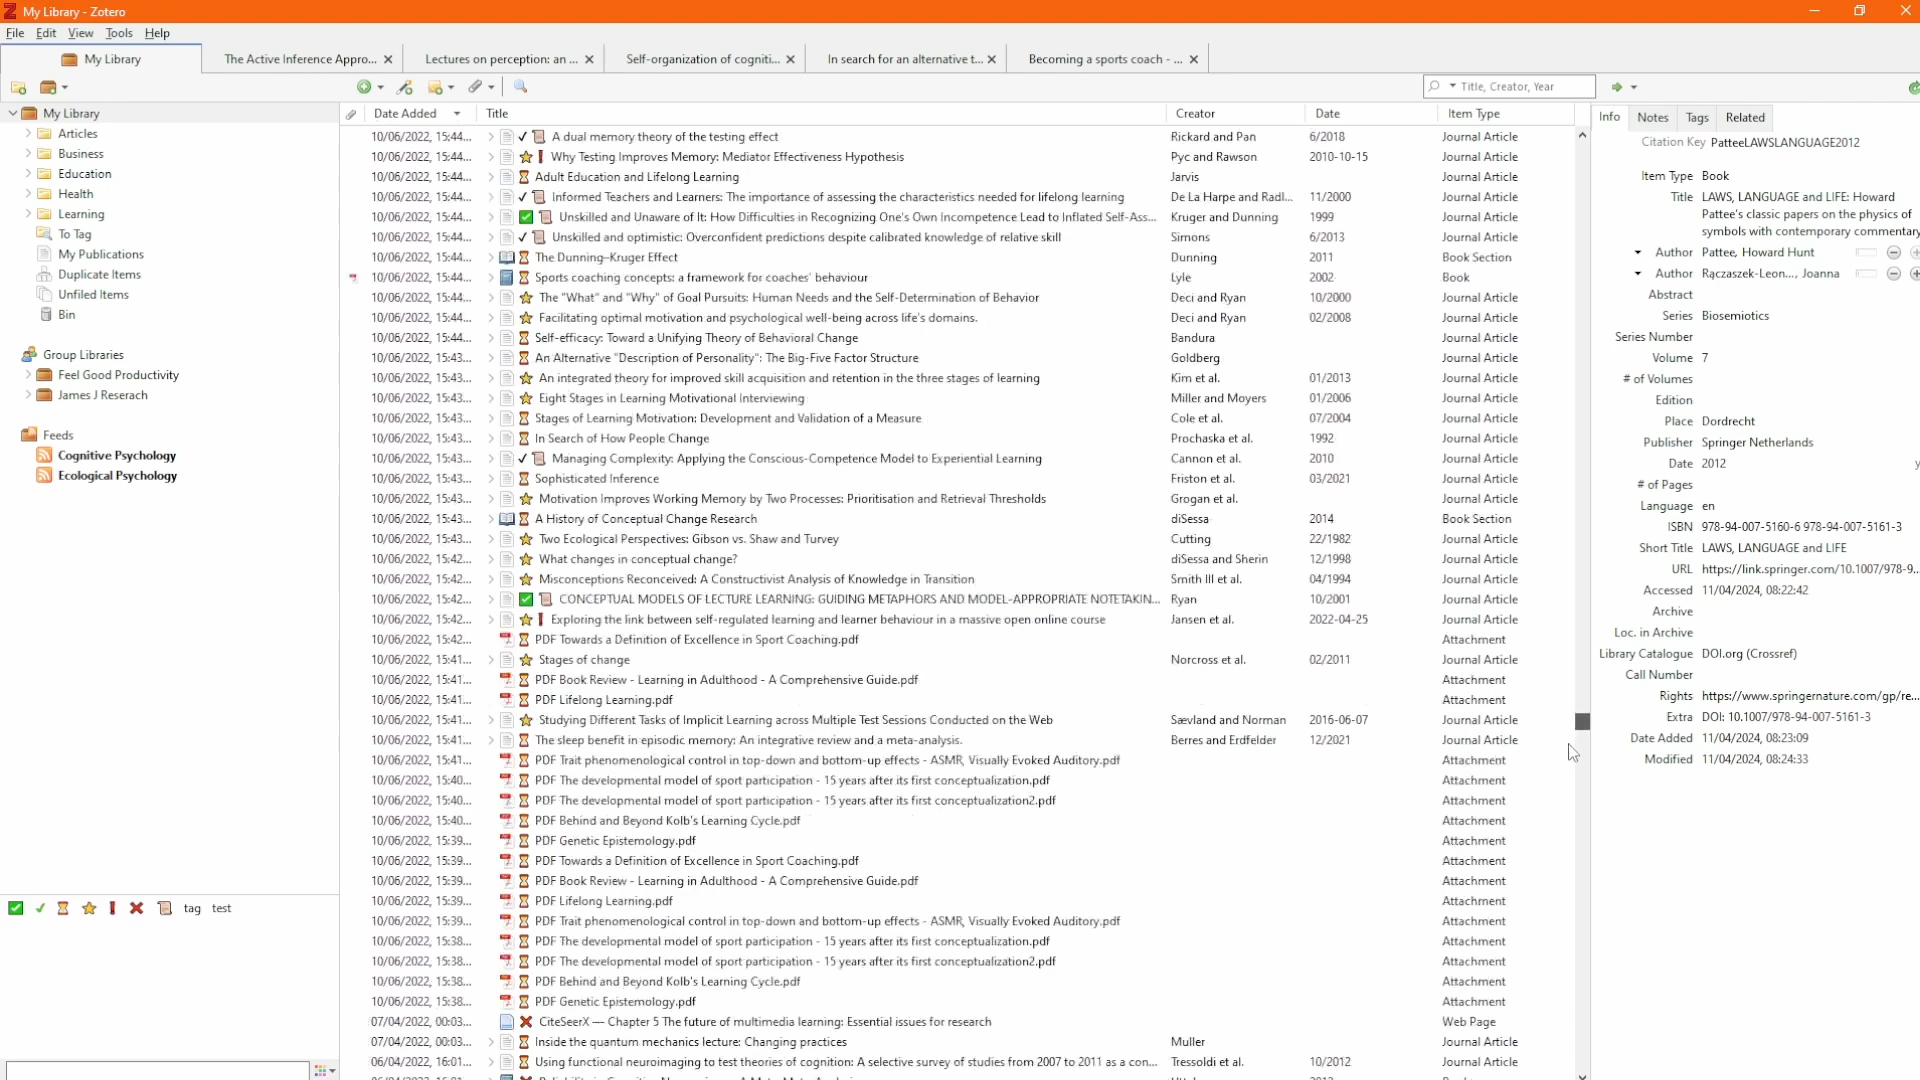 My Library - Zotero
File Edit View Tools Help
My Library The Active Inference Appro... Lectures on perception: an ... Self-organization of cogniti... In search for an alternative t... Becoming a sports coach - ...
Title, Creator, Year
My Library
Articles
Business
Education
Health
Learning
To Tag
My Publications
Duplicate Items
Unfiled Items
Bin
Group Libraries
Feel Good Productivity
James J Reserach
Feeds
Cognitive Psychology
Ecological Psychology
tag test
Date Added Title Creator Date Item Type
10/06/2022, 15:44... A dual memory theory of the testing effect Rickard and Pan 6/2018 Journal Article
10/06/2022, 15:44... Why Testing Improves Memory: Mediator Effectiveness Hypothesis Pyc and Rawson 2010-10-15 Journal Article
10/06/2022, 15:44... Adult Education and Lifelong Learning Jarvis Journal Article
10/06/2022, 15:44... Informed Teachers and Learners: The importance of assessing the characteristics needed for lifelong learning De La Harpe and Radl... 11/2000 Journal Article
10/06/2022, 15:44... Unskilled and Unaware of It: How Difficulties in Recognizing One's Own Incompetence Lead to Inflated Self-Ass... Kruger and Dunning 1999 Journal Article
10/06/2022, 15:44... Unskilled and optimistic: Overconfident predictions despite calibrated knowledge of relative skill Simons 6/2013 Journal Article
10/06/2022, 15:44... The Dunning–Kruger Effect Dunning 2011 Book Section
10/06/2022, 15:44... Sports coaching concepts: a framework for coaches' behaviour Lyle 2002 Book
10/06/2022, 15:44... The "What" and "Why" of Goal Pursuits: Human Needs and the Self-Determination of Behavior Deci and Ryan 10/2000 Journal Article
10/06/2022, 15:44... Facilitating optimal motivation and psychological well-being across life's domains. Deci and Ryan 02/2008 Journal Article
10/06/2022, 15:44... Self-efficacy: Toward a Unifying Theory of Behavioral Change Bandura Journal Article
10/06/2022, 15:43... An Alternative "Description of Personality": The Big-Five Factor Structure Goldberg Journal Article
10/06/2022, 15:43... An integrated theory for improved skill acquisition and retention in the three stages of learning Kim et al. 01/2013 Journal Article
10/06/2022, 15:43... Eight Stages in Learning Motivational Interviewing Miller and Moyers 01/2006 Journal Article
10/06/2022, 15:43... Stages of Learning Motivation: Development and Validation of a Measure Cole et al. 07/2004 Journal Article
10/06/2022, 15:43... In Search of How People Change Prochaska et al. 1992 Journal Article
10/06/2022, 15:43... Managing Complexity: Applying the Conscious-Competence Model to Experiential Learning Cannon et al. 2010 Journal Article
10/06/2022, 15:43... Sophisticated Inference Friston et al. 03/2021 Journal Article
10/06/2022, 15:43... Motivation Improves Working Memory by Two Processes: Prioritisation and Retrieval Thresholds Grogan et al. Journal Article
10/06/2022, 15:43... A History of Conceptual Change Research diSessa 2014 Book Section
10/06/2022, 15:43... Two Ecological Perspectives: Gibson vs. Shaw and Turvey Cutting 22/1982 Journal Article
10/06/2022, 15:42... What changes in conceptual change? diSessa and Sherin 12/1998 Journal Article
10/06/2022, 15:42... Misconceptions Reconceived: A Constructivist Analysis of Knowledge in Transition Smith III et al. 04/1994 Journal Article
10/06/2022, 15:42... CONCEPTUAL MODELS OF LECTURE LEARNING: GUIDING METAPHORS AND MODEL-APPROPRIATE NOTETAKIN... Ryan 10/2001 Journal Article
10/06/2022, 15:42... Exploring the link between self-regulated learning and learner behaviour in a massive open online course Jansen et al. 2022-04-25 Journal Article
10/06/2022, 15:42... PDF Towards a Definition of Excellence in Sport Coaching.pdf Attachment
10/06/2022, 15:41... Stages of change Norcross et al. 02/2011 Journal Article
10/06/2022, 15:41... PDF Book Review - Learning in Adulthood - A Comprehensive Guide.pdf Attachment
10/06/2022, 15:41... PDF Lifelong Learning.pdf Attachment
10/06/2022, 15:41... Studying Different Tasks of Implicit Learning across Multiple Test Sessions Conducted on the Web Sævland and Norman 2016-06-07 Journal Article
10/06/2022, 15:41... The sleep benefit in episodic memory: An integrative review and a meta-analysis. Berres and Erdfelder 12/2021 Journal Article
10/06/2022, 15:41... PDF Trait phenomenological control in top-down and bottom-up effects - ASMR, Visually Evoked Auditory.pdf Attachment
10/06/2022, 15:40... PDF The developmental model of sport participation - 15 years after its first conceptualization.pdf Attachment
10/06/2022, 15:40... PDF The developmental model of sport participation - 15 years after its first conceptualization2.pdf Attachment
10/06/2022, 15:40... PDF Behind and Beyond Kolb's Learning Cycle.pdf Attachment
10/06/2022, 15:39... PDF Genetic Epistemology.pdf Attachment
10/06/2022, 15:39... PDF Towards a Definition of Excellence in Sport Coaching.pdf Attachment
10/06/2022, 15:39... PDF Book Review - Learning in Adulthood - A Comprehensive Guide.pdf Attachment
10/06/2022, 15:39... PDF Lifelong Learning.pdf Attachment
10/06/2022, 15:39... PDF Trait phenomenological control in top-down and bottom-up effects - ASMR, Visually Evoked Auditory.pdf Attachment
10/06/2022, 15:38... PDF The developmental model of sport participation - 15 years after its first conceptualization.pdf Attachment
10/06/2022, 15:38... PDF The developmental model of sport participation - 15 years after its first conceptualization2.pdf Attachment
10/06/2022, 15:38... PDF Behind and Beyond Kolb's Learning Cycle.pdf Attachment
10/06/2022, 15:38... PDF Genetic Epistemology.pdf Attachment
07/04/2022, 00:03... CiteSeerX — Chapter 5 The future of multimedia learning: Essential issues for research Web Page
07/04/2022, 00:03... Inside the quantum mechanics lecture: Changing practices Muller Journal Article
06/04/2022, 16:01... Using functional neuroimaging to test theories of cognition: A selective survey of studies from 2007 to 2011 as a con... Tressoldi et al. 10/2012 Journal Article
Info Notes Tags Related
Citation Key PatteeLAWSLANGUAGE2012
Item Type Book
Title LAWS, LANGUAGE and LIFE: Howard
Pattee's classic papers on the physics of
symbols with contemporary commentary
Author Pattee, Howard Hunt
Author Rączaszek-Leon..., Joanna
Abstract
Series Biosemiotics
Series Number
Volume 7
# of Volumes
Edition
Place Dordrecht
Publisher Springer Netherlands
Date 2012 y
# of Pages
Language en
ISBN 978-94-007-5160-6 978-94-007-5161-3
Short Title LAWS, LANGUAGE and LIFE
URL https://link.springer.com/10.1007/978-9...
Accessed 11/04/2024, 08:22:42
Archive
Loc. in Archive
Library Catalogue DOI.org (Crossref)
Call Number
Rights https://www.springernature.com/gp/re...
Extra DOI: 10.1007/978-94-007-5161-3
Date Added 11/04/2024, 08:23:09
Modified 11/04/2024, 08:24:33